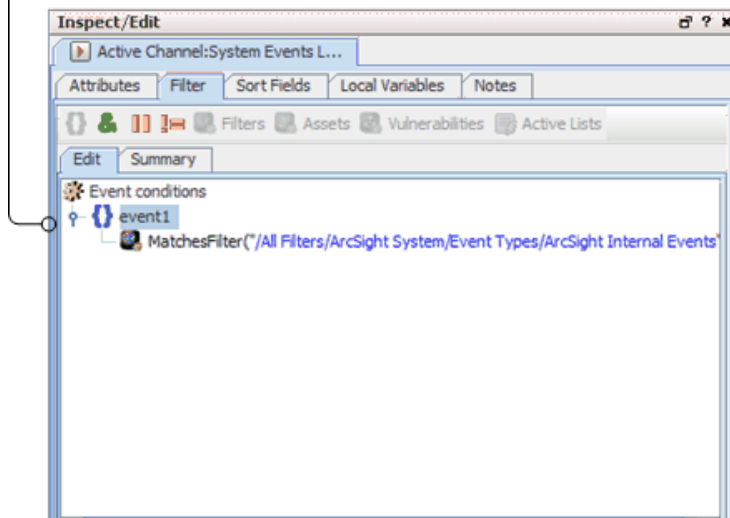 Inspect/Edit
Active Channel:System Events L...
Attributes Filter Sort Fields Local Variables Notes
Filters Assets Vulnerabilities Active Lists
Edit Summary
Event conditions
event1
MatchesFilter("/All Filters/ArcSight System/Event Types/ArcSight Internal Events"